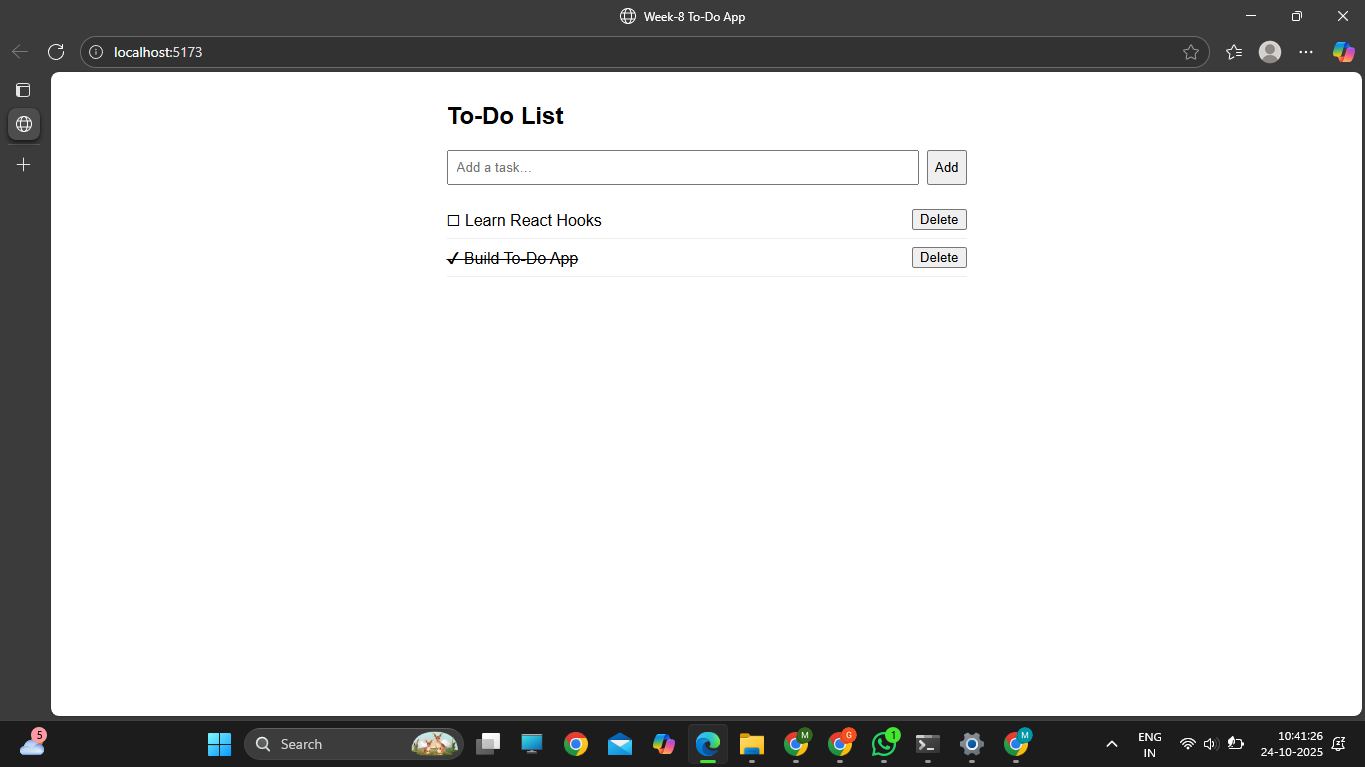 Week-8 To-Do App
localhost:5173
To-Do List
Add a task...
Add
☐ Learn React Hooks
Delete
✓ Build To-Do App
Delete
5
Search
M
G
1
M
ENG
IN
10:41:26
24-10-2025